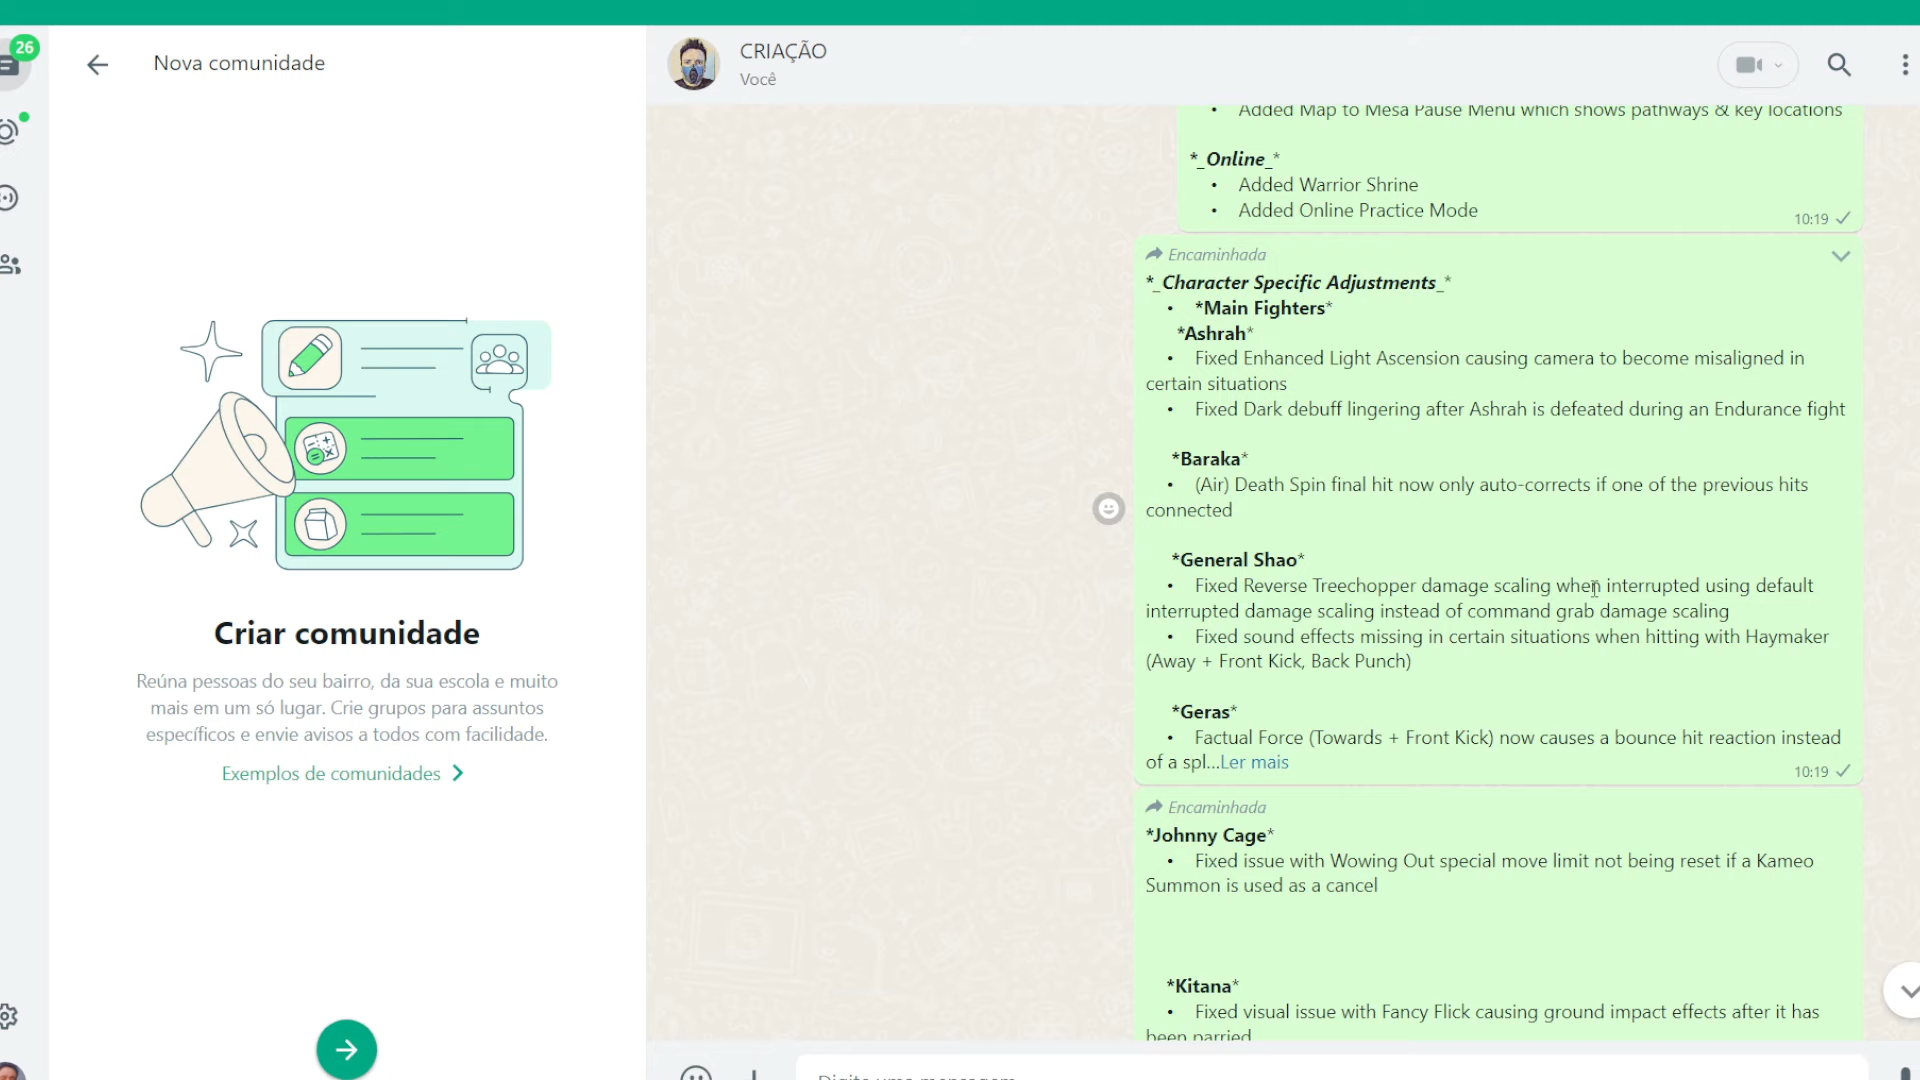 26
Nova comunidade
Criar comunidade
Reúna pessoas do seu bairro, da sua escola e muito
mais em um só lugar. Crie grupos para assuntos
específicos e envie avisos a todos com facilidade.
Exemplos de comunidades
CRIAÇÃO
Você
• Added Map to Mesa Pause Menu which shows pathways & key locations
*_Online_*
• Added Warrior Shrine
• Added Online Practice Mode
10:19
Encaminhada
*_Character Specific Adjustments_*
• *Main Fighters*
*Ashrah*
• Fixed Enhanced Light Ascension causing camera to become misaligned in
certain situations
• Fixed Dark debuff lingering after Ashrah is defeated during an Endurance fight
*Baraka*
• (Air) Death Spin final hit now only auto-corrects if one of the previous hits
connected
*General Shao*
• Fixed Reverse Treechopper damage scaling when interrupted using default
interrupted damage scaling instead of command grab damage scaling
• Fixed sound effects missing in certain situations when hitting with Haymaker
(Away + Front Kick, Back Punch)
*Geras*
• Factual Force (Towards + Front Kick) now causes a bounce hit reaction instead
of a spl...Ler mais
10:19
Encaminhada
*Johnny Cage*
• Fixed issue with Wowing Out special move limit not being reset if a Kameo
Summon is used as a cancel
*Kitana*
• Fixed visual issue with Fancy Flick causing ground impact effects after it has
been parried
Digite uma mensagem